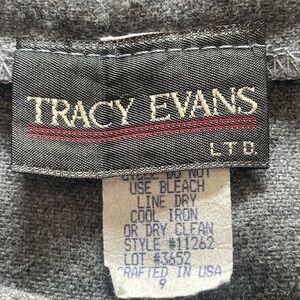 TRACY EVANS
LTD.
DO NOT
USE BLEACH
LINE DRY
COOL IRON
OR DRY CLEAN
STYLE #11262
LOT #3652
CRAFTED IN USA
9